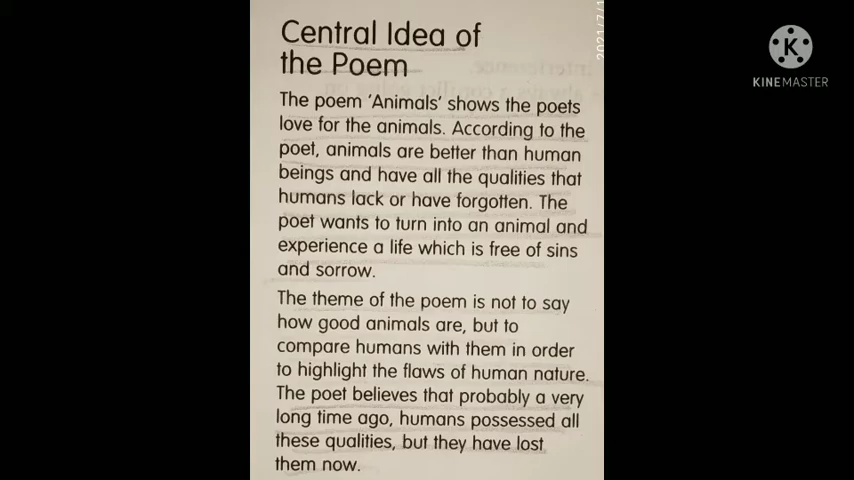 Central Idea of
the Poem
The poem 'Animals' shows the poets
love for the animals. According to the
poet, animals are better than human
beings and have all the qualities that
humans lack or have forgotten. The
poet wants to turn into an animal and
experience a life which is free of sins
and sorrow.
The theme of the poem is not to say
how good animals are, but to
compare humans with them in order
to highlight the flaws of human nature.
The poet believes that probably a very
long time ago, humans possessed all
these qualities, but they have lost
them now.
2021/7/1
K
KINEMASTER